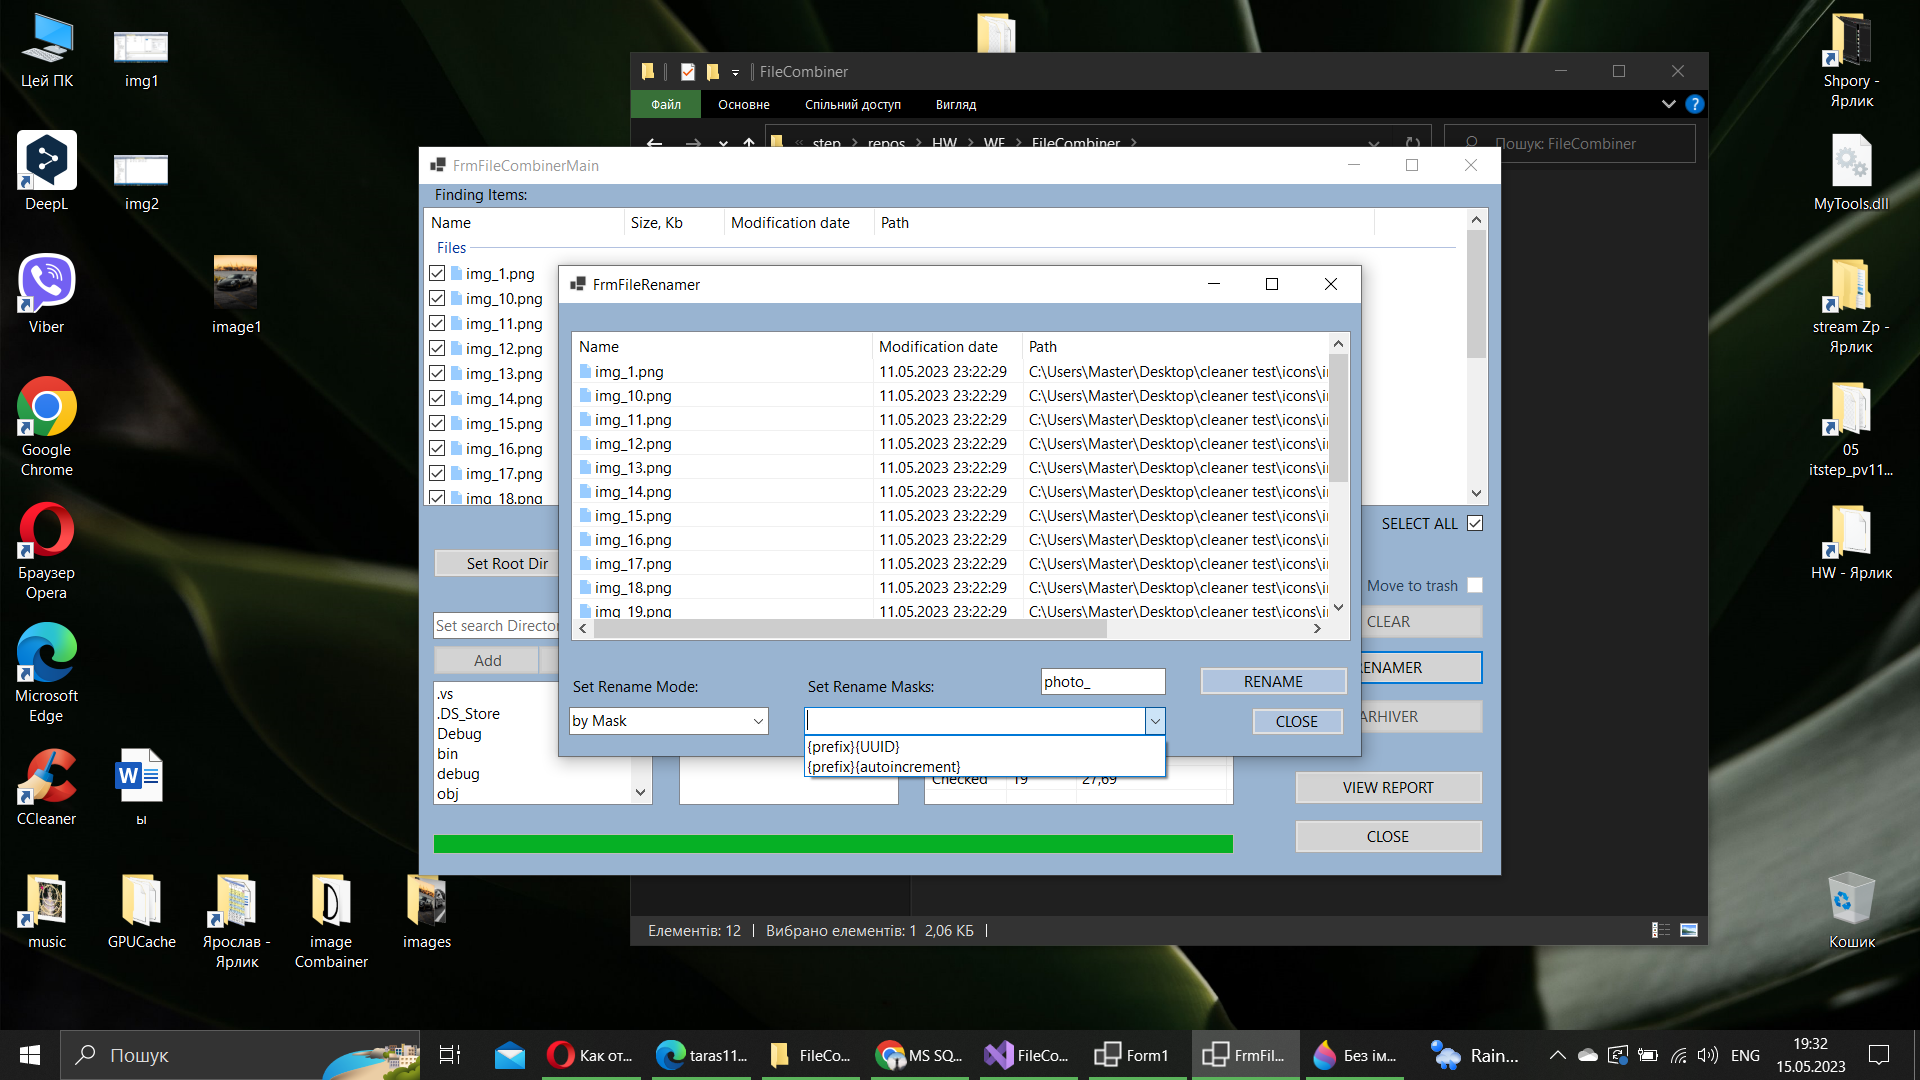 Цей ПК
img1
DeepL
img2
Viber
image1
Google
Chrome
Браузер
Opera
Microsoft
Edge
CCleaner
ы
music
GPUCache
Ярослав -
Ярлик
image
Combainer
images
Shpory -
Ярлик
MyTools.dll
stream Zp -
Ярлик
05
itstep_pv11...
HW - Ярлик
Кошик
FileCombiner
Файл
Основне
Спільний доступ
Вигляд
step
repos
HW
WF
FileCombiner
Пошук: FileCombiner
Елементів: 12
Вибрано елементів: 1 2,06 КБ
FrmFileCombinerMain
Finding Items:
Name Size, Kb Modification date Path
Files
img_1.png
img_10.png
img_11.png
img_12.png
img_13.png
img_14.png
img_15.png
img_16.png
img_17.png
img_18.png
SELECT ALL
Set Root Dir
Move to trash
CLEAR
Add
.vs
.DS_Store
Debug
bin
debug
obj
Checked 19 27,69
VIEW REPORT
CLOSE
FrmFileRenamer
Name Modification date Path
img_1.png 11.05.2023 23:22:29 C:\Users\Master\Desktop\cleaner test\icons\i
img_10.png 11.05.2023 23:22:29 C:\Users\Master\Desktop\cleaner test\icons\i
img_11.png 11.05.2023 23:22:29 C:\Users\Master\Desktop\cleaner test\icons\i
img_12.png 11.05.2023 23:22:29 C:\Users\Master\Desktop\cleaner test\icons\i
img_13.png 11.05.2023 23:22:29 C:\Users\Master\Desktop\cleaner test\icons\i
img_14.png 11.05.2023 23:22:29 C:\Users\Master\Desktop\cleaner test\icons\i
img_15.png 11.05.2023 23:22:29 C:\Users\Master\Desktop\cleaner test\icons\i
img_16.png 11.05.2023 23:22:29 C:\Users\Master\Desktop\cleaner test\icons\i
img_17.png 11.05.2023 23:22:29 C:\Users\Master\Desktop\cleaner test\icons\i
img_18.png 11.05.2023 23:22:29 C:\Users\Master\Desktop\cleaner test\icons\i
img_19.png 11.05.2023 23:22:29 C:\Users\Master\Desktop\cleaner test\icons\i
Set search Director
ENAMER
ARHIVER
Set Rename Mode:
Set Rename Masks:
photo_
RENAME
by Mask
CLOSE
{prefix}{UUID}
{prefix}{autoincrement}
Пошук
Как от...
taras11...
FileCo...
MS SQ...
FileCo...
Form1
FrmFil...
Без ім...
Rain...
ENG
19:32
15.05.2023